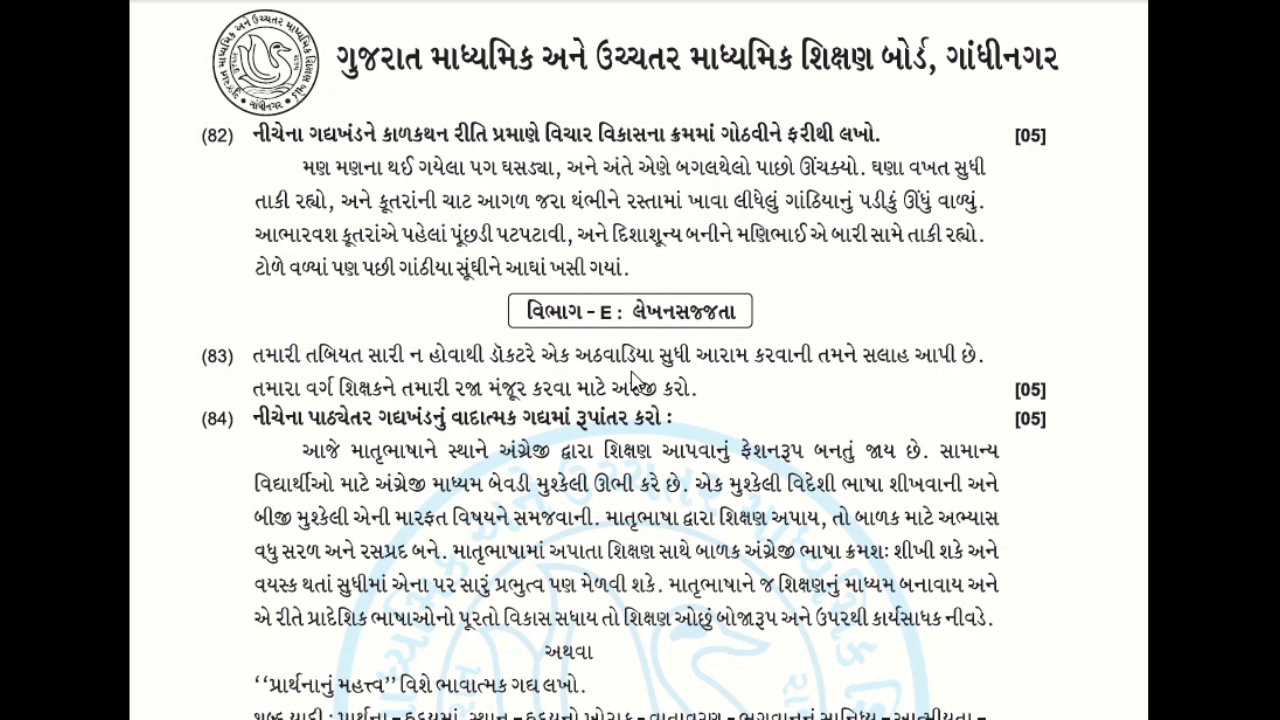 ગુજરાત માધ્યમિક અને ઉચ્ચતર માધ્યમિક શિક્ષણ બોર્ડ, ગાંધીનગર
(82) નીચેના ગદ્યખંડને કાળકથન રીતિ પ્રમાણે વિચાર વિકાસના ક્રમમાં ગોઠવીને ફરીથી લખો. [05]
મણ મણના થઈ ગયેલા પગ ઘસડ્યા, અને અંતે એણે બગલથેલો પાછો ઊંચક્યો. ઘણા વખત સુધી
તાકી રહ્યો, અને કૂતરાંની ચાટ આગળ જરા થંભીને રસ્તામાં ખાવા લીધેલું ગાંઠિયાનું પડીકું ઊંધું વાળ્યું.
આભારવશ કૂતરાંએ પહેલાં પૂંછડી પટપટાવી, અને દિશાશૂન્ય બનીને મણિભાઈ એ બારી સામે તાકી રહ્યો.
ટોળે વળ્યાં પણ પછી ગાંઠીયા સૂંઘીને આઘાં ખસી ગયાં.
વિભાગ - E : લેખનસજ્જતા
(83) તમારી તબિયત સારી ન હોવાથી ડૉકટરે એક અઠવાડિયા સુધી આરામ કરવાની તમને સલાહ આપી છે.
તમારા વર્ગ શિક્ષકને તમારી રજા મંજૂર કરવા માટે અરજી કરો. [05]
(84) નીચેના પાઠ્યેતર ગદ્યખંડનું વાદાત્મક ગદ્યમાં રૂપાંતર કરો : [05]
આજે માતૃભાષાને સ્થાને અંગ્રેજી દ્વારા શિક્ષણ આપવાનું ફેશનરૂપ બનતું જાય છે. સામાન્ય
વિદ્યાર્થીઓ માટે અંગ્રેજી માધ્યમ બેવડી મુશ્કેલી ઊભી કરે છે. એક મુશ્કેલી વિદેશી ભાષા શીખવાની અને
બીજી મુશ્કેલી એની મારફત વિષયને સમજવાની. માતૃભાષા દ્વારા શિક્ષણ અપાય, તો બાળક માટે અભ્યાસ
વધુ સરળ અને રસપ્રદ બને. માતૃભાષામાં અપાતા શિક્ષણ સાથે બાળક અંગ્રેજી ભાષા ક્રમશઃ શીખી શકે અને
વયસ્ક થતાં સુધીમાં એના પર સારું પ્રભુત્વ પણ મેળવી શકે. માતૃભાષાને જ શિક્ષણનું માધ્યમ બનાવાય અને
એ રીતે પ્રાદેશિક ભાષાઓનો પૂરતો વિકાસ સધાય તો શિક્ષણ ઓછું બોજારૂપ અને ઉપરથી કાર્યસાધક નીવડે.
અથવા
“પ્રાર્થનાનું મહત્ત્વ” વિશે ભાવાત્મક ગદ્ય લખો.